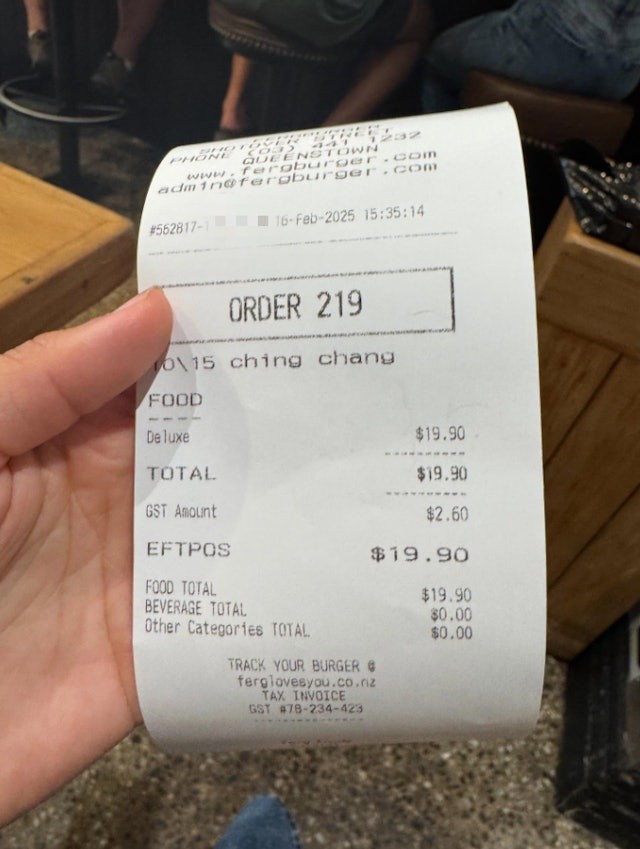 SHOTOVER STREET
PHONE (03) 441 1232
QUEENSTOWN
www.fergburger.com
admin@fergburger.com
#562817-1 16-Feb-2025 15:35:14
ORDER 219
10\15 ching chang
FOOD
Deluxe $19.90
TOTAL $19.90
GST Amount $2.60
EFTPOS $19.90
FOOD TOTAL $19.90
BEVERAGE TOTAL $0.00
Other Categories TOTAL $0.00
TRACK YOUR BURGER @
ferglovesyou.co.nz
TAX INVOICE
GST #78-234-423